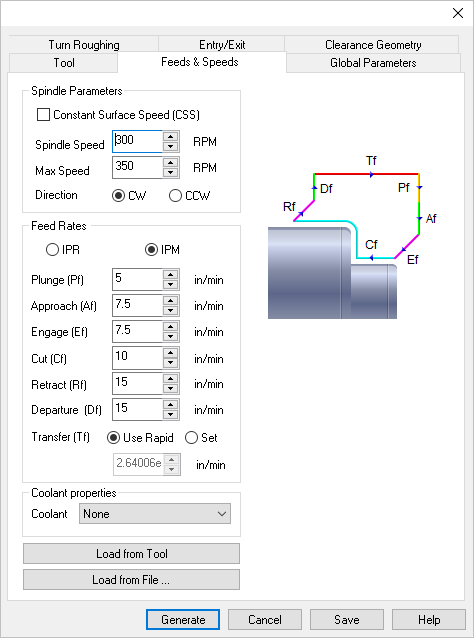 Turn Roughing Entry/Exit Clearance Geometry
Tool Feeds & Speeds Global Parameters
Spindle Parameters
Constant Surface Speed (CSS)
Spindle Speed 300 RPM
Max Speed 350 RPM
Direction CW CCW
Feed Rates
IPR IPM
Plunge (Pf) 5 in/min
Approach (Af) 7.5 in/min
Engage (Ef) 7.5 in/min
Cut (Cf) 10 in/min
Retract (Rf) 15 in/min
Departure (Df) 15 in/min
Transfer (Tf) Use Rapid Set
2.64006e in/min
Coolant properties
Coolant None
Load from Tool
Load from File ...
Tf
Df Pf
Rf Af
Cf Ef
Generate Cancel Save Help